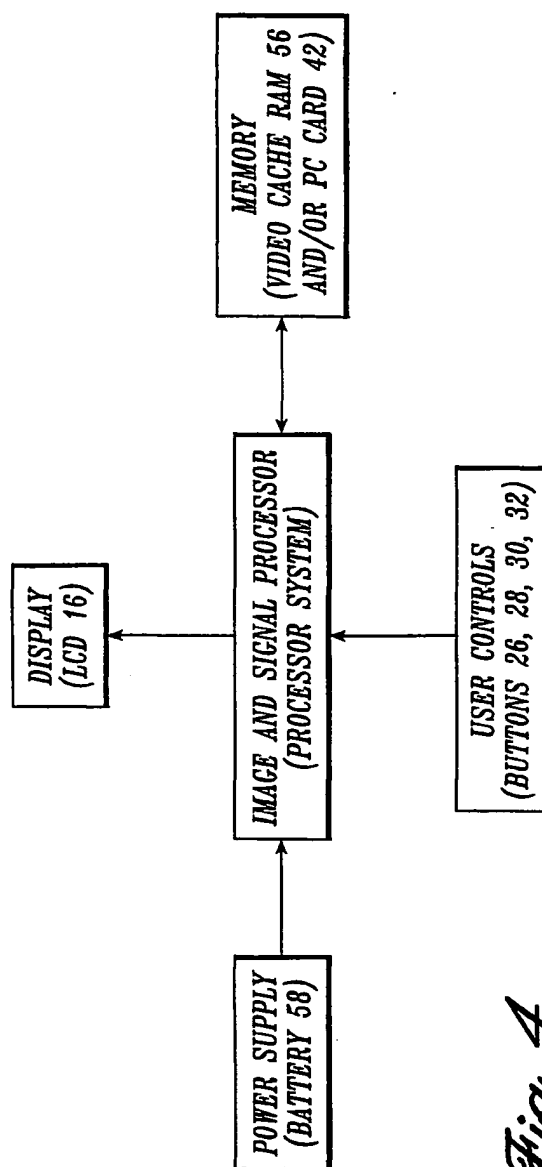 DISPLAY
(LCD 16)
POWER SUPPLY
(BATTERY 58)
IMAGE AND SIGNAL PROCESSOR
(PROCESSOR SYSTEM)
MEMORY
(VIDEO CACHE RAM 56
AND/OR PC CARD 42)
USER CONTROLS
(BUTTONS 26, 28, 30, 32)
Fig. 4